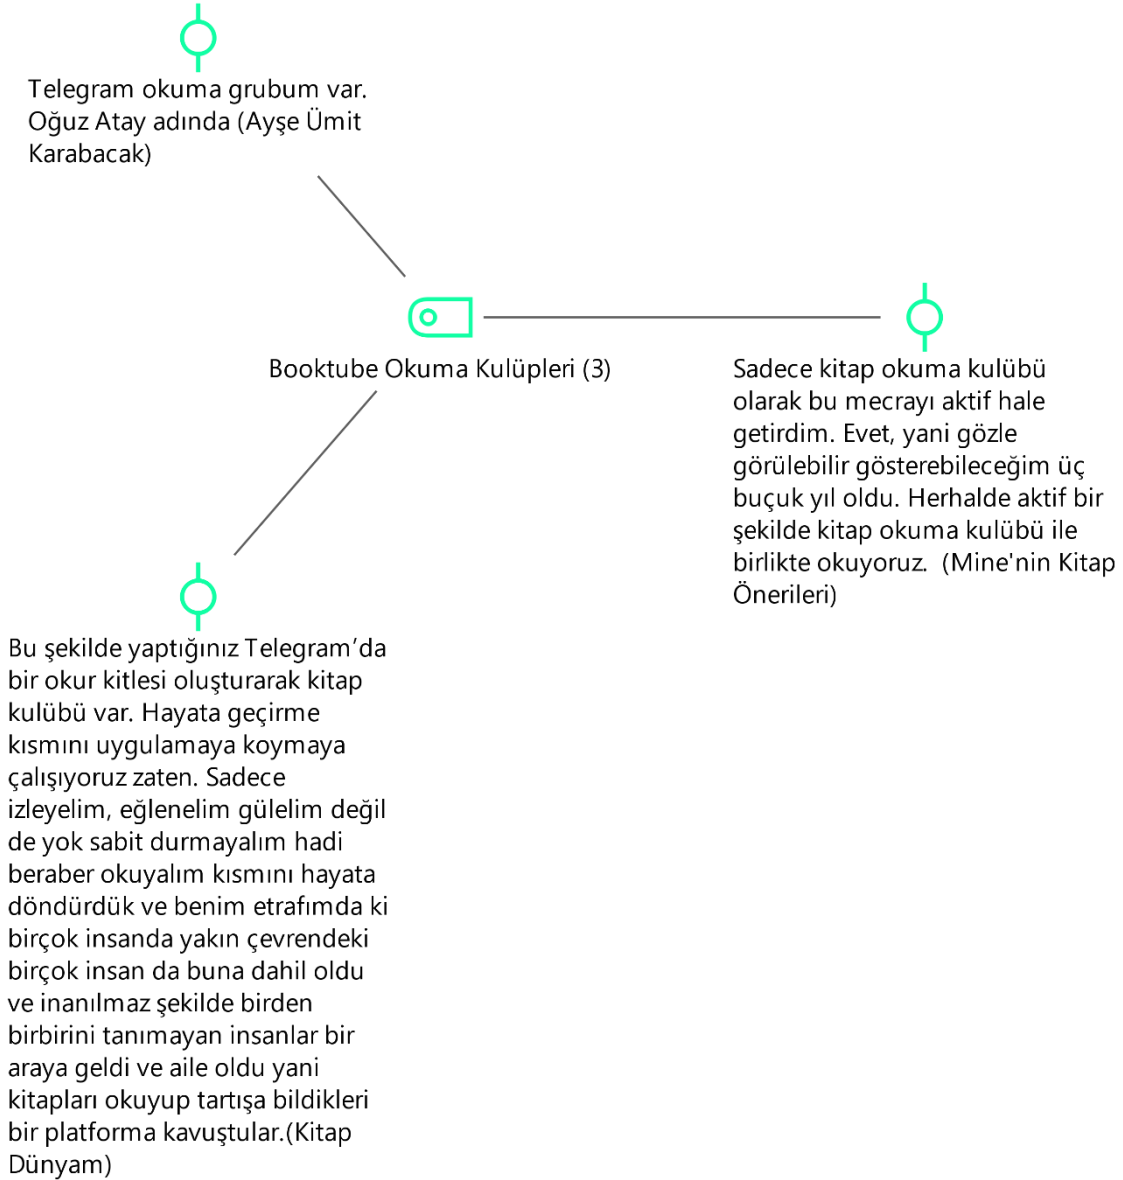 Telegram okuma grubum var.
Oğuz Atay adında (Ayşe Ümit
Karabacak)
Booktube Okuma Kulüpleri (3)
Sadece kitap okuma kulübü
olarak bu mecrayı aktif hale
getirdim. Evet, yani gözle
görülebilir gösterebileceğim üç
buçuk yıl oldu. Herhalde aktif bir
şekilde kitap okuma kulübü ile
birlikte okuyoruz.  (Mine'nin Kitap
Önerileri)
Bu şekilde yaptığınız Telegram’da
bir okur kitlesi oluşturarak kitap
kulübü var. Hayata geçirme
kısmını uygulamaya koymaya
çalışıyoruz zaten. Sadece
izleyelim, eğlenelim gülelim değil
de yok sabit durmayalım hadi
beraber okuyalım kısmını hayata
döndürdük ve benim etrafımda ki
birçok insanda yakın çevrendeki
birçok insan da buna dahil oldu
ve inanılmaz şekilde birden
birbirini tanımayan insanlar bir
araya geldi ve aile oldu yani
kitapları okuyup tartışa bildikleri
bir platforma kavuştular.(Kitap
Dünyam)